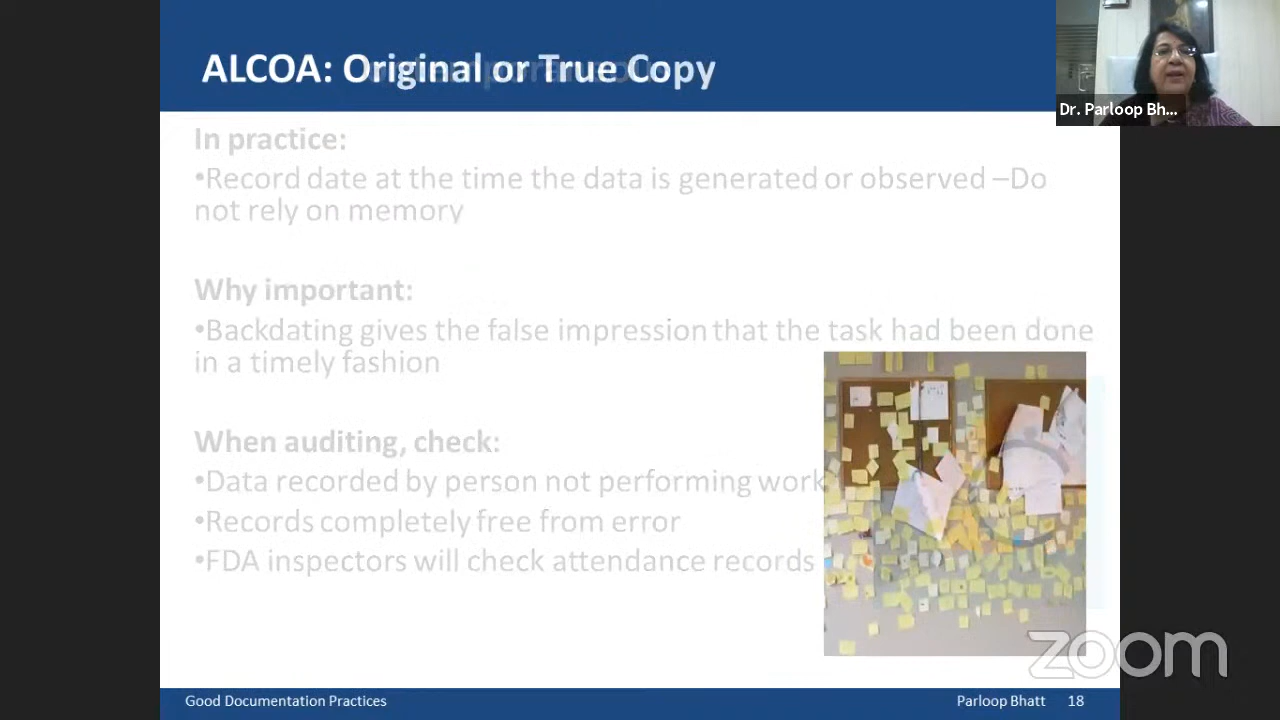 ALCOA: Original or True Copy
Dr. Parloop Bh...
In practice:
•Record date at the time the data is generated or observed –Do
not rely on memory
Why important:
•Backdating gives the false impression that the task had been done
in a timely fashion
When auditing, check:
•Data recorded by person not performing work
•Records completely free from error
•FDA inspectors will check attendance records
zoom
Good Documentation Practices
Parloop Bhatt 18